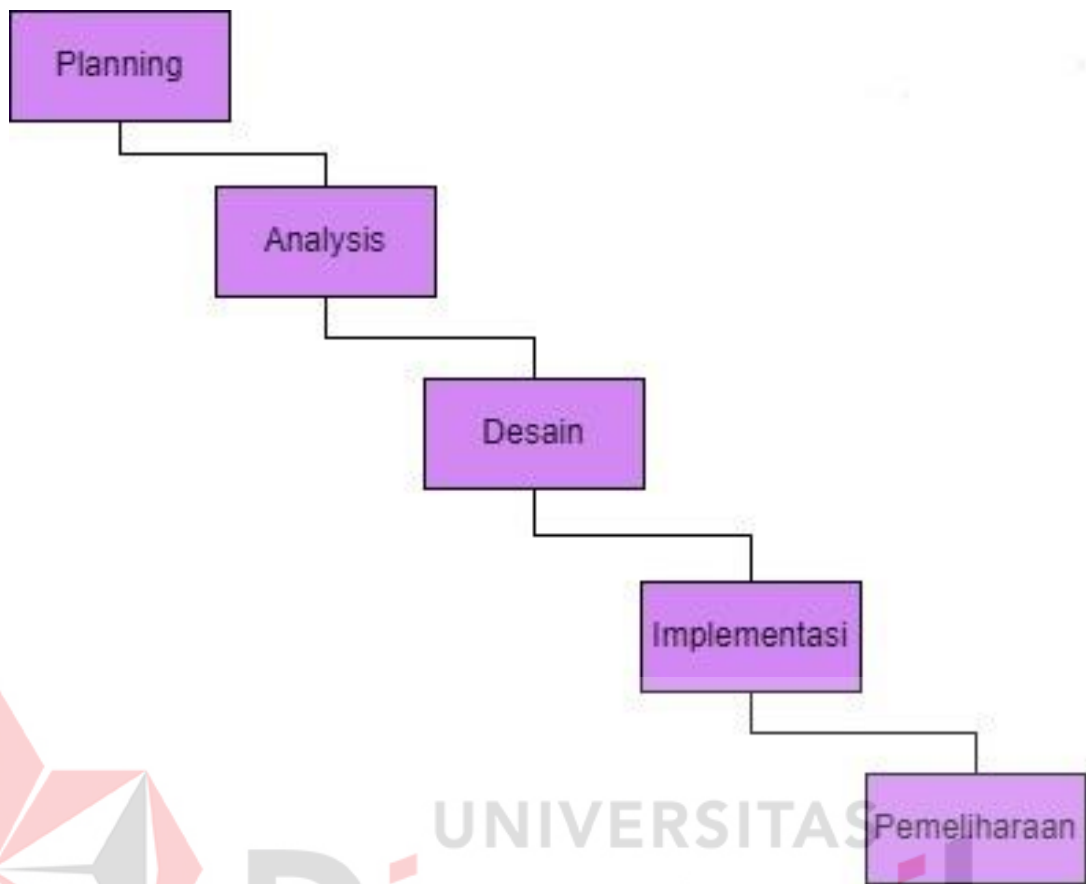 Planning
Analysis
Desain
Implementasi
UNIVERSITAS
Pemeliharaan